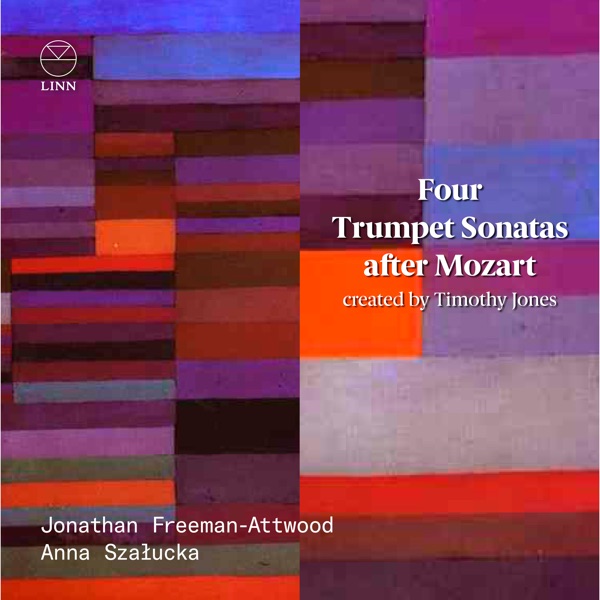 LINN
Four
Trumpet Sonatas
after Mozart
created by Timothy Jones
Jonathan Freeman-Attwood
Anna Szałucka